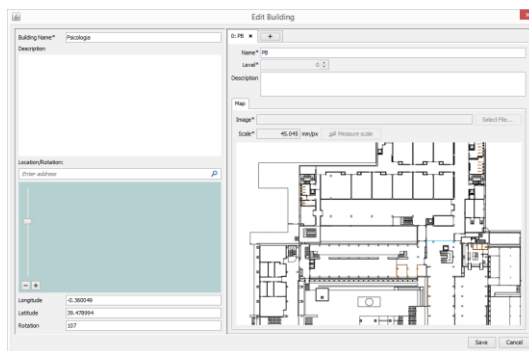 Edit Building
Building Name* Psicologia
Description
Location/Rotation:
Enter address
Longitude -0.360049
Latitude 39.478994
Rotation 107
0: PB × +
Name* PB
Level* 0
Description
Map
Image* Select File...
Scale* 45.045 mm/px Measure scale
Save Cancel